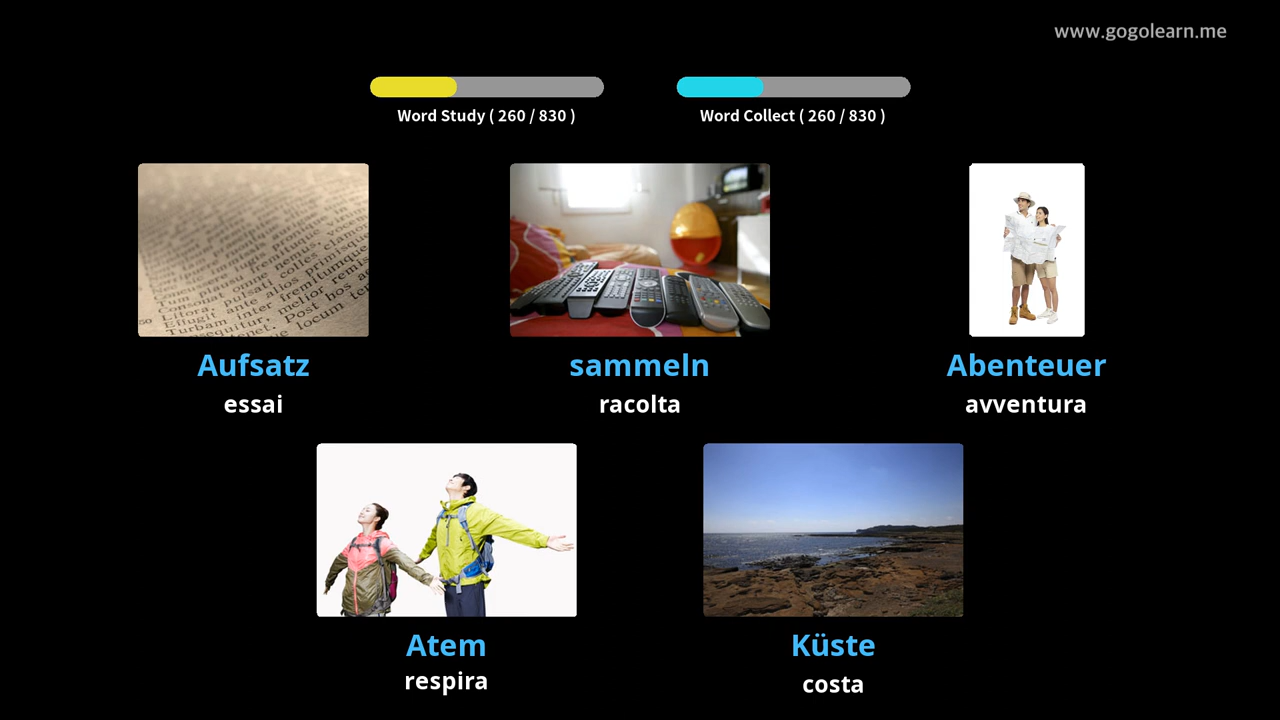 www.gogolearn.me
Word Study ( 260 / 830 )
Word Collect ( 260 / 830 )
Aufsatz
essai
sammeln
racolta
Abenteuer
avventura
Atem
respira
Küste
costa